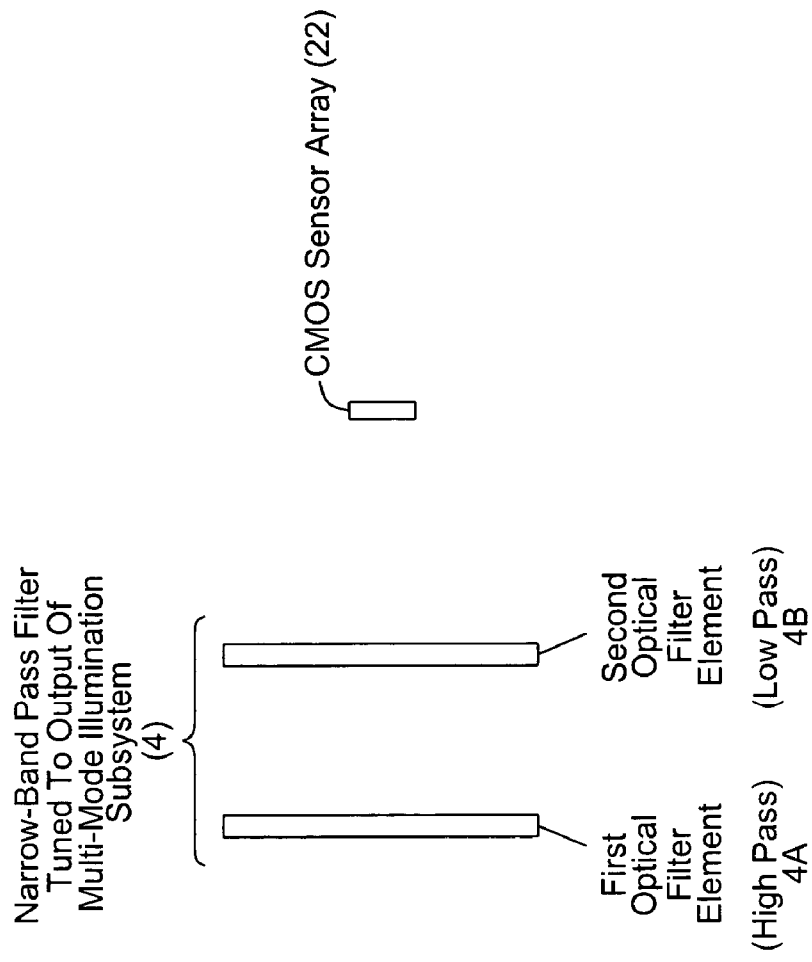 Narrow-Band Pass Filter
Tuned To Output Of
Multi-Mode Illumination
Subsystem
(4)
CMOS Sensor Array (22)
First
Optical
Filter
Element
(High Pass)
4A
Second
Optical
Filter
Element
(Low Pass)
4B